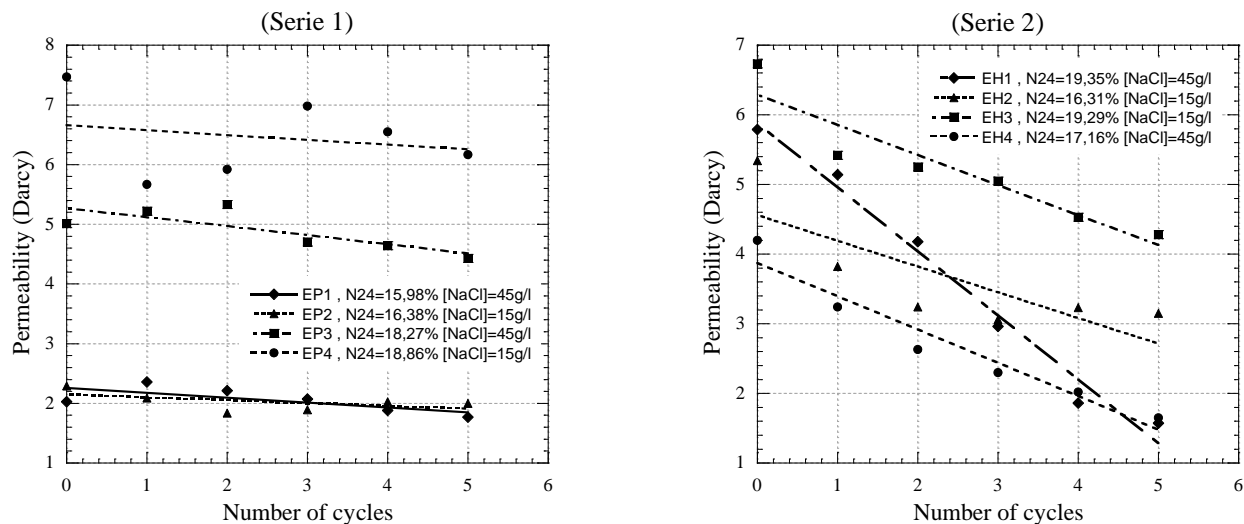 (Serie 1)
8
7
6
5
4
3
2
1
Permeability (Darcy)
EP1 , N24=15,98% [NaCl]=45g/l
EP2 , N24=16,38% [NaCl]=15g/l
EP3 , N24=18,27% [NaCl]=45g/l
EP4 , N24=18,86% [NaCl]=15g/l
0 1 2 3 4 5 6
Number of cycles
(Serie 2)
7
6
5
4
3
2
1
Permeability (Darcy)
EH1 , N24=19,35% [NaCl]=45g/l
EH2 , N24=16,31% [NaCl]=15g/l
EH3 , N24=19,29% [NaCl]=15g/l
EH4 , N24=17,16% [NaCl]=45g/l
0 1 2 3 4 5 6
Number of cycles